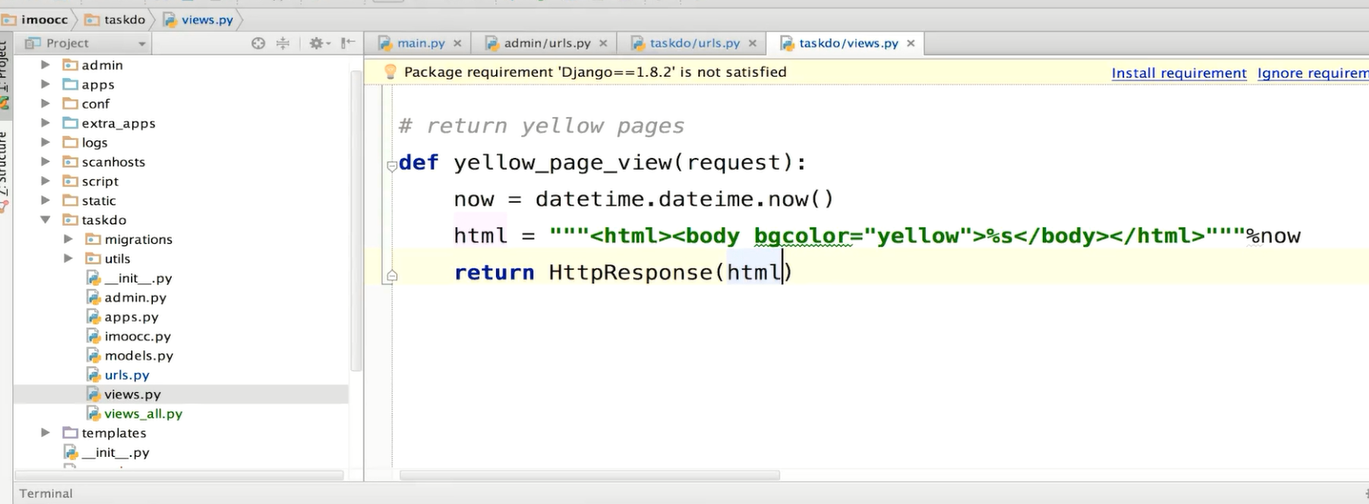 imoocc taskdo views.py
1: Project
Project
main.py admin/urls.py taskdo/urls.py taskdo/views.py
Package requirement 'Django==1.8.2' is not satisfied Install requirement Ignore requirem
admin
apps
conf
extra_apps
logs
scanhosts
script
static
taskdo
migrations
utils
__init__.py
admin.py
apps.py
imoocc.py
models.py
urls.py
views.py
views_all.py
templates
__init__.py
Z: Structure
# return yellow pages
def yellow_page_view(request):
now = datetime.dateime.now()
html = """<html><body bgcolor="yellow">%s</body></html>"""%now
return HttpResponse(html)
Terminal